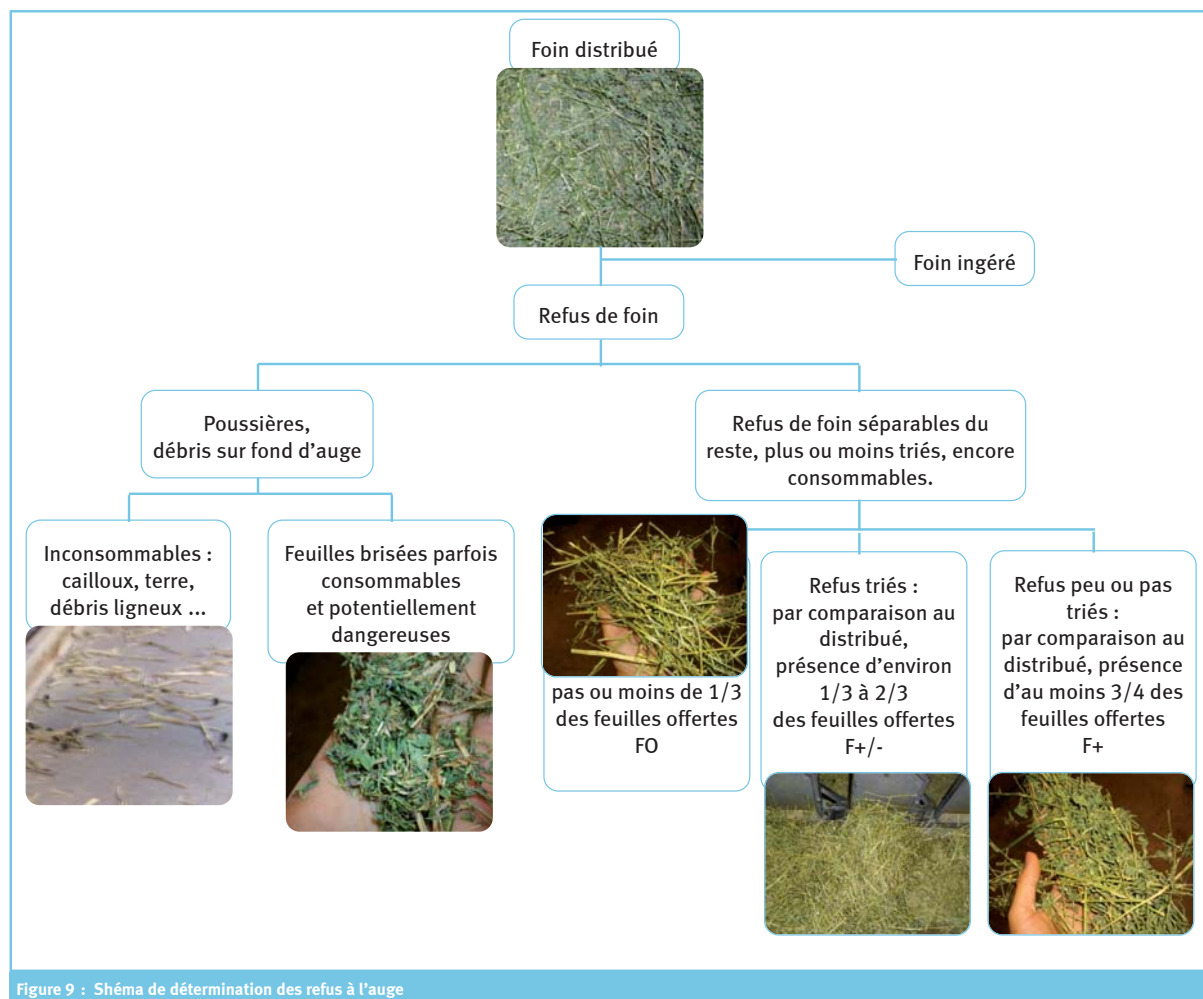 Foin distribué
Foin ingéré
Refus de foin
Poussières,
débris sur fond d'auge
Refus de foin séparables du
reste, plus ou moins triés, encore
consommables.
Inconsommables :
cailloux, terre,
débris ligneux ...
Feuilles brisées parfois
consommables
et potentiellement
dangereuses
pas ou moins de 1/3
des feuilles offertes
FO
Refus triés :
par comparaison au
distribué,
présence d'environ
1/3 à 2/3
des feuilles offertes
F+/-
Refus peu ou pas
triés :
par comparaison au
distribué, présence
d'au moins 3/4 des
feuilles offertes
F+
Figure 9 : Shéma de détermination des refus à l'auge